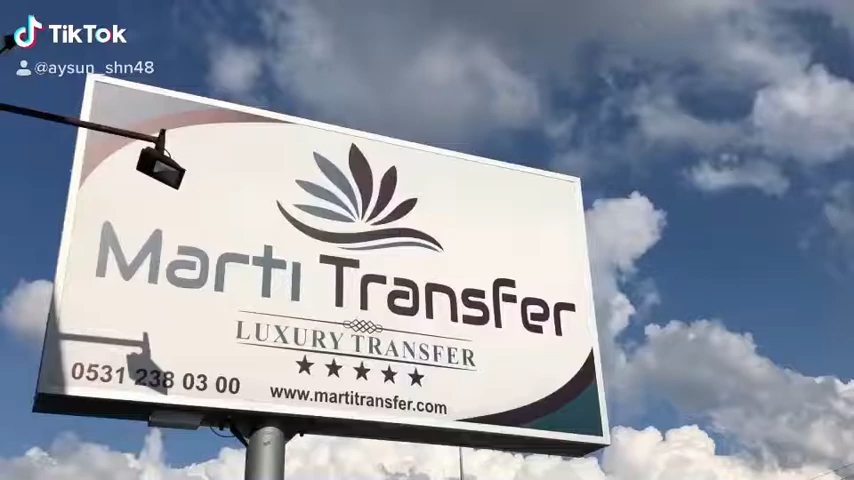 TikTok
@aysun_shn48
Marti Transfer
LUXURY TRANSFER
0531 238 03 00
www.martitransfer.com